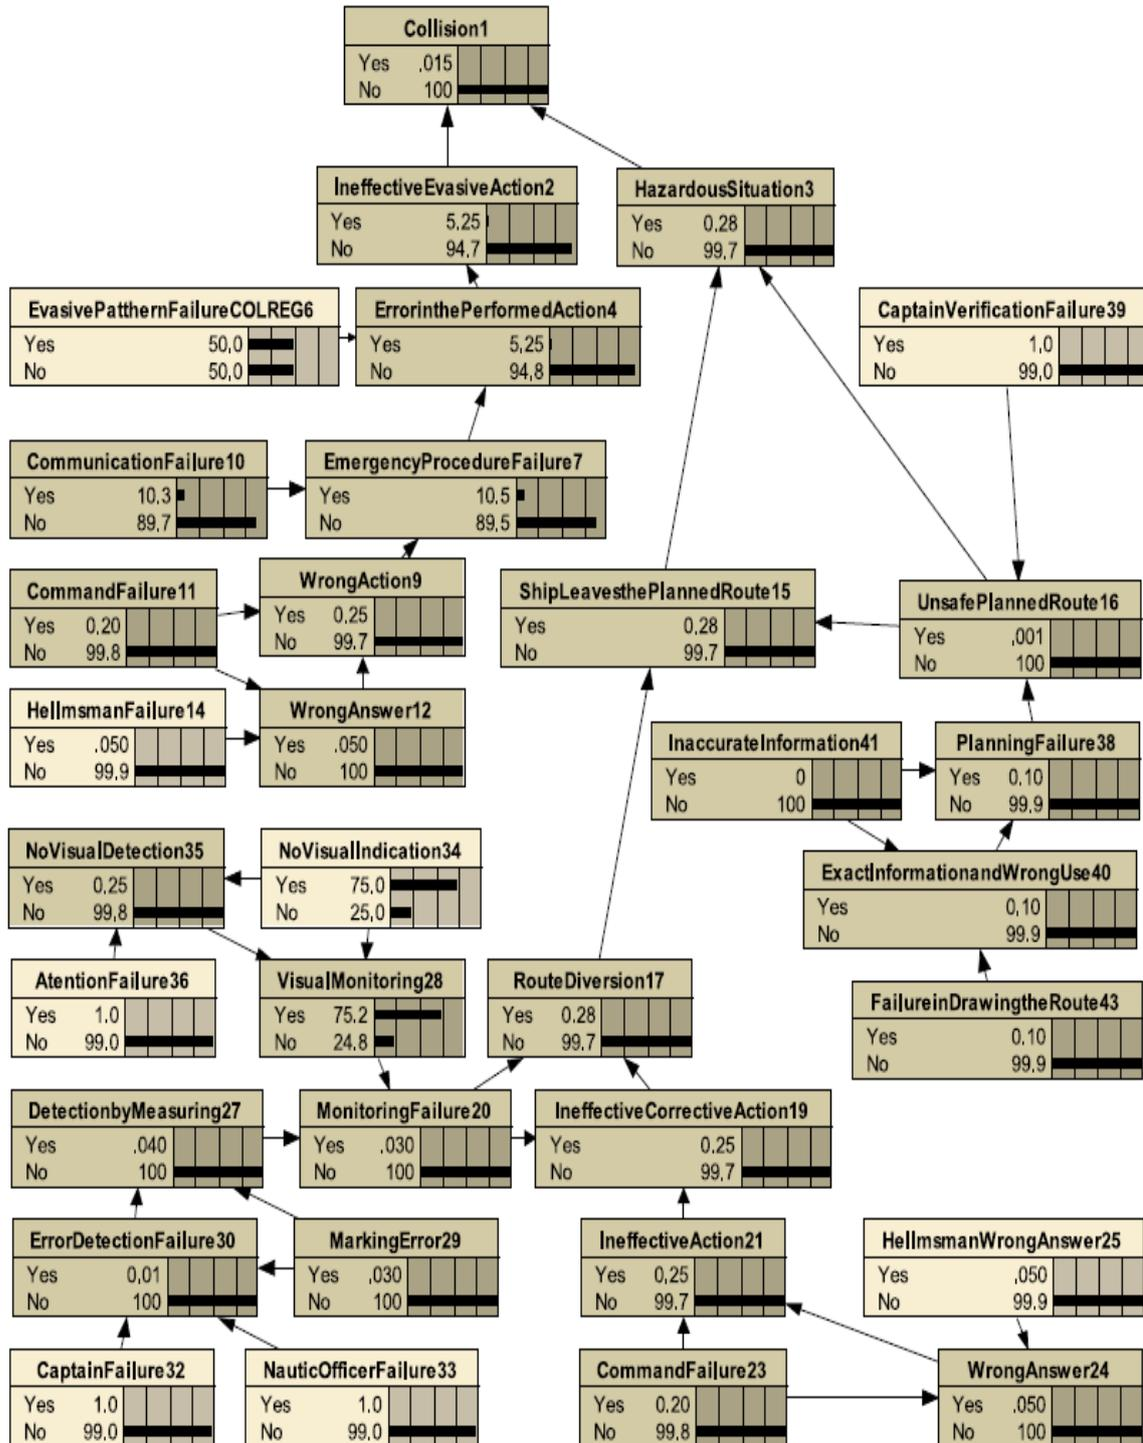 Collision1
Yes .015
No 100
IneffectiveEvasiveAction2
Yes 5,25
No 94.7
HazardousSituation3
Yes 0,28
No 99,7
EvasivePatthernFailureCOLREG6
Yes 50,0
No 50,0
ErrorinthePerformedAction4
Yes 5,25
No 94,8
CaptainVerificationFailure39
Yes 1,0
No 99,0
CommunicationFailure10
Yes 10,3
No 89,7
EmergencyProcedureFailure7
Yes 10,5
No 89,5
CommandFailure11
Yes 0,20
No 99.8
WrongAction9
Yes 0,25
No 99.7
ShipLeavesthePlannedRoute15
Yes 0,28
No 99.7
UnsafePlannedRoute16
Yes .001
No 100
HellmsmanFailure14
Yes .050
No 99,9
WrongAnswer12
Yes .050
No 100
InaccurateInformation41
Yes 0
No 100
PlanningFailure38
Yes 0,10
No 99,9
NoVisualDetection35
Yes 0,25
No 99,8
NoVisualIndication34
Yes 75,0
No 25,0
ExactInformationandWrongUse40
Yes 0,10
No 99.9
AtentionFailure36
Yes 1.0
No 99.0
VisualMonitoring28
Yes 75.2
No 24.8
RouteDiversion17
Yes 0.28
No 99.7
FailureinDrawingtheRoute43
Yes 0.10
No 99.9
DetectionbyMeasuring27
Yes .040
No 100
MonitoringFailure20
Yes .030
No 100
IneffectiveCorrectiveAction19
Yes 0.25
No 99,7
ErrorDetectionFailure30
Yes 0,01
No 100
MarkingError29
Yes ,030
No 100
IneffectiveAction21
Yes 0,25
No 99.7
HellmsmanWrongAnswer25
Yes .050
No 99.9
CaptainFailure32
Yes 1.0
No 99.0
NauticOfficerFailure33
Yes 1.0
No 99.0
CommandFailure23
Yes 0.20
No 99.8
WrongAnswer24
Yes .050
No 100